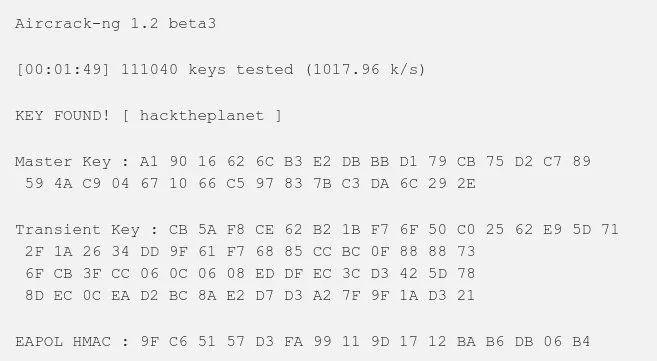 Aircrack-ng 1.2 beta3
[00:01:49] 111040 keys tested (1017.96 k/s)
KEY FOUND! [ hacktheplanet ]
Master Key : A1 90 16 62 6C B3 E2 DB BB D1 79 CB 75 D2 C7 89
59 4A C9 04 67 10 66 C5 97 83 7B C3 DA 6C 29 2E
Transient Key : CB 5A F8 CE 62 B2 1B F7 6F 50 C0 25 62 E9 5D 71
2F 1A 26 34 DD 9F 61 F7 68 85 CC BC 0F 88 88 73
6F CB 3F CC 06 0C 06 08 ED DF EC 3C D3 42 5D 78
8D EC 0C EA D2 BC 8A E2 D7 D3 A2 7F 9F 1A D3 21
EAPOL HMAC : 9F C6 51 57 D3 FA 99 11 9D 17 12 BA B6 DB 06 B4